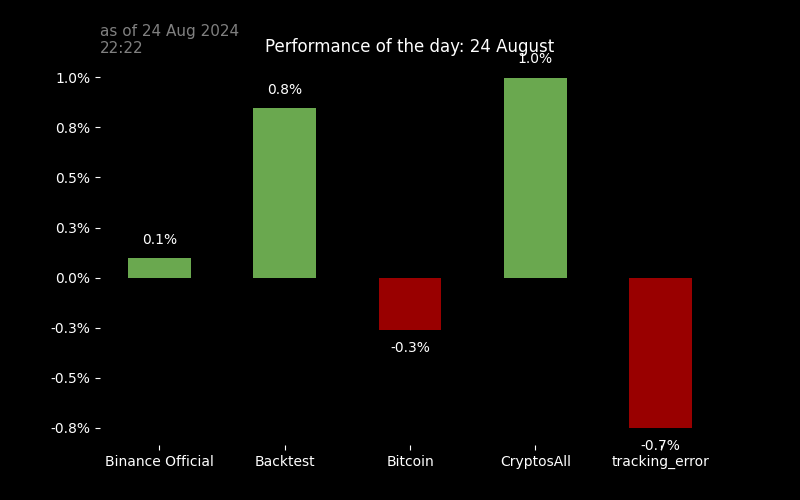 as of 24 Aug 2024
22:22
Performance of the day: 24 August
1.0%
1.0%
0.8%
0.8%
0.5%
0.3%
0.1%
0.0%
-0.3%
-0.3%
-0.5%
-0.8%
-0.7%
Binance Official
Backtest
Bitcoin
CryptosAll
tracking_error